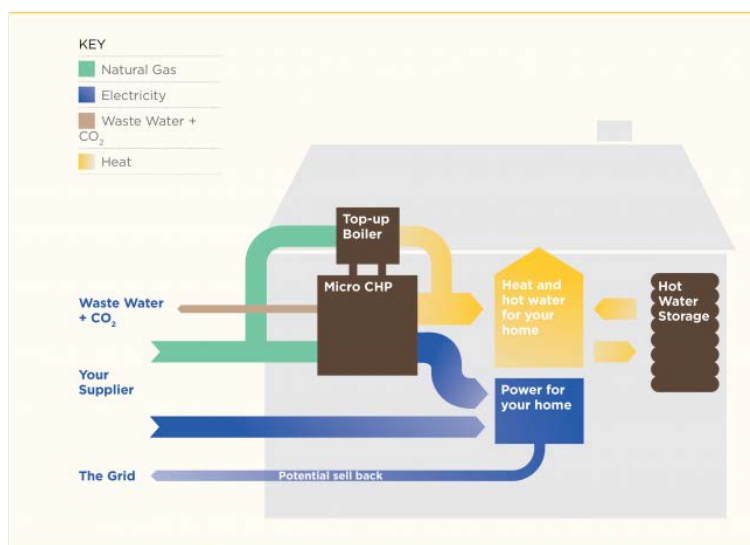 KEY
Natural Gas
Electricity
Waste Water +
CO₂
Heat
Top-up
Boiler
Micro CHP
Waste Water
+ CO₂
Heat and
hot water
for your
home
Hot
Water
Storage
Your
Supplier
Power for
your home
The Grid
Potential sell back